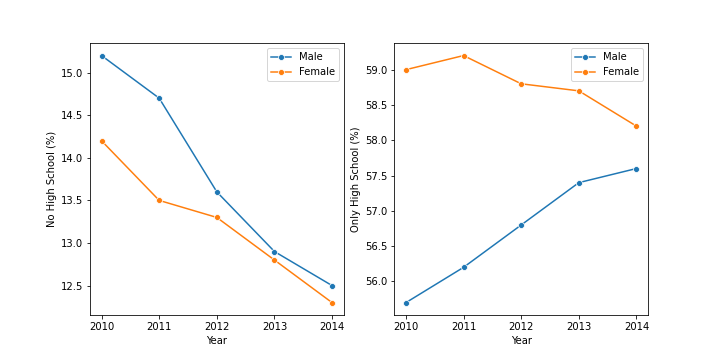 No High School (%)
15.0
14.5
14.0
13.5
13.0
12.5
2010 2011 2012 2013 2014
Year
Male
Female
Only High School (%)
59.0
58.5
58.0
57.5
57.0
56.5
56.0
2010 2011 2012 2013 2014
Year
Male
Female